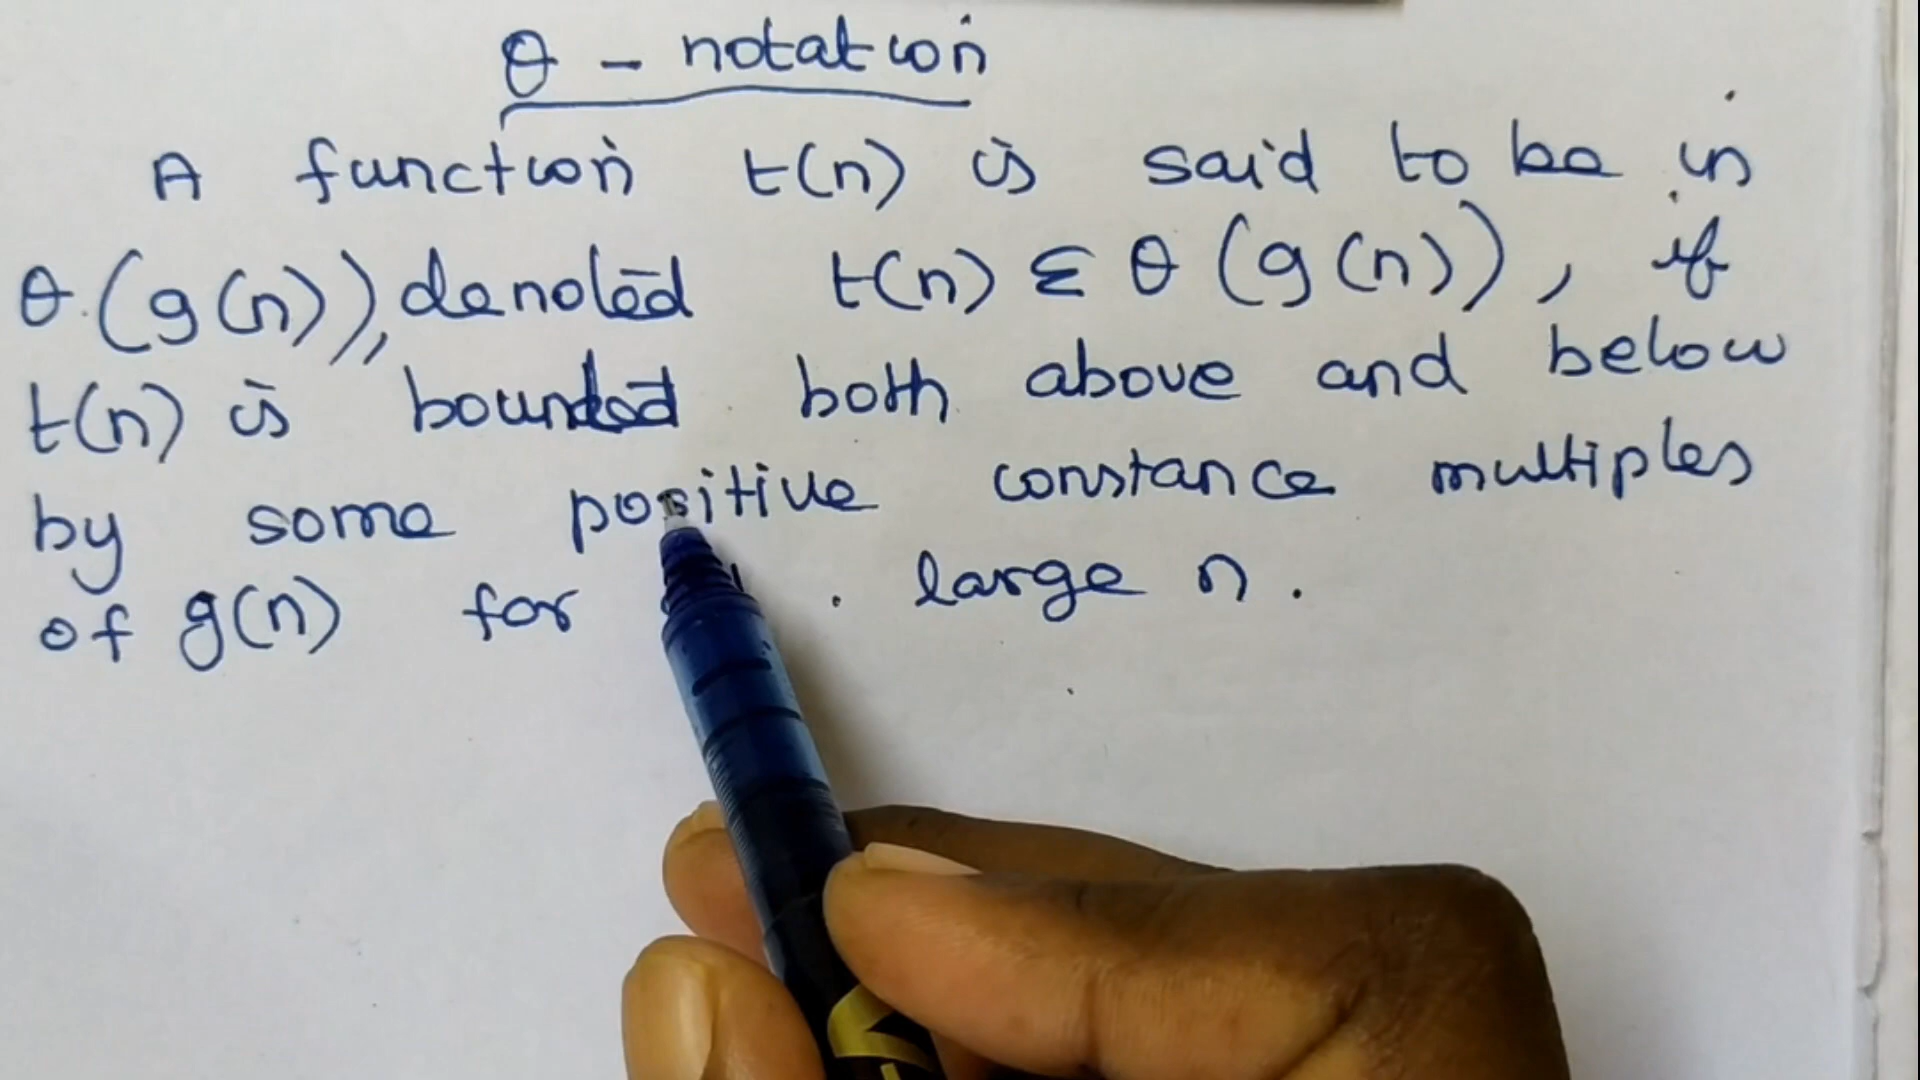 θ - notation
A function t(n) is said to be in
θ (g(n)), denoted t(n) Σ θ (g(n)), if
t(n) is bounded both above and below
by some positive constance multiples
of g(n) for large n.